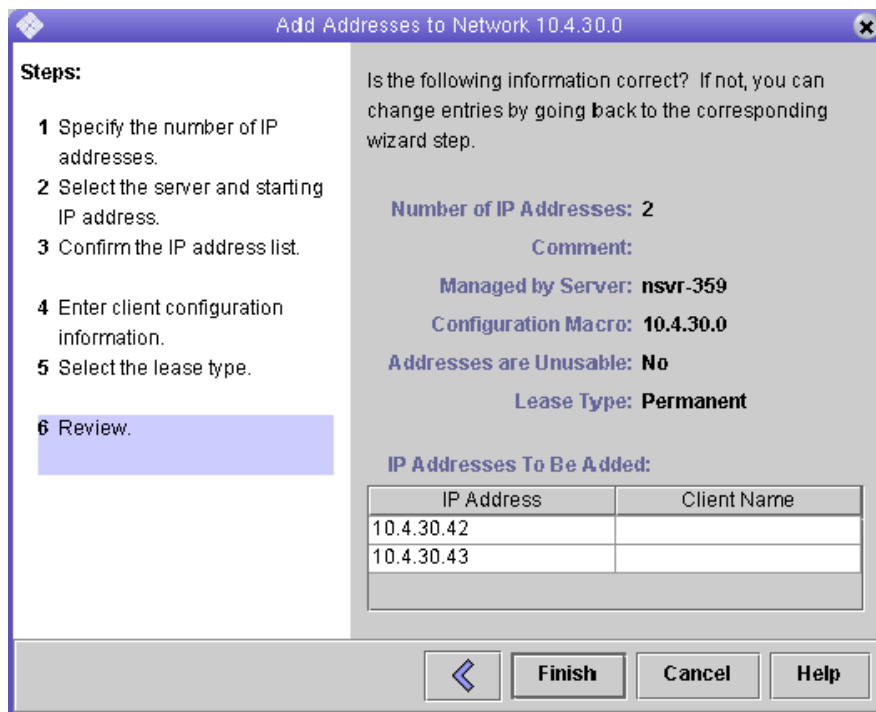 Add Addresses to Network 10.4.30.0
Steps:
1 Specify the number of IP
addresses.
2 Select the server and starting
IP address.
3 Confirm the IP address list.
4 Enter client configuration
information.
5 Select the lease type.
6 Review.
Is the following information correct? If not, you can
change entries by going back to the corresponding
wizard step.
Number of IP Addresses: 2
Comment:
Managed by Server: nsvr-359
Configuration Macro: 10.4.30.0
Addresses are Unusable: No
Lease Type: Permanent
IP Addresses To Be Added:
IP Address Client Name
10.4.30.42
10.4.30.43
Finish Cancel Help